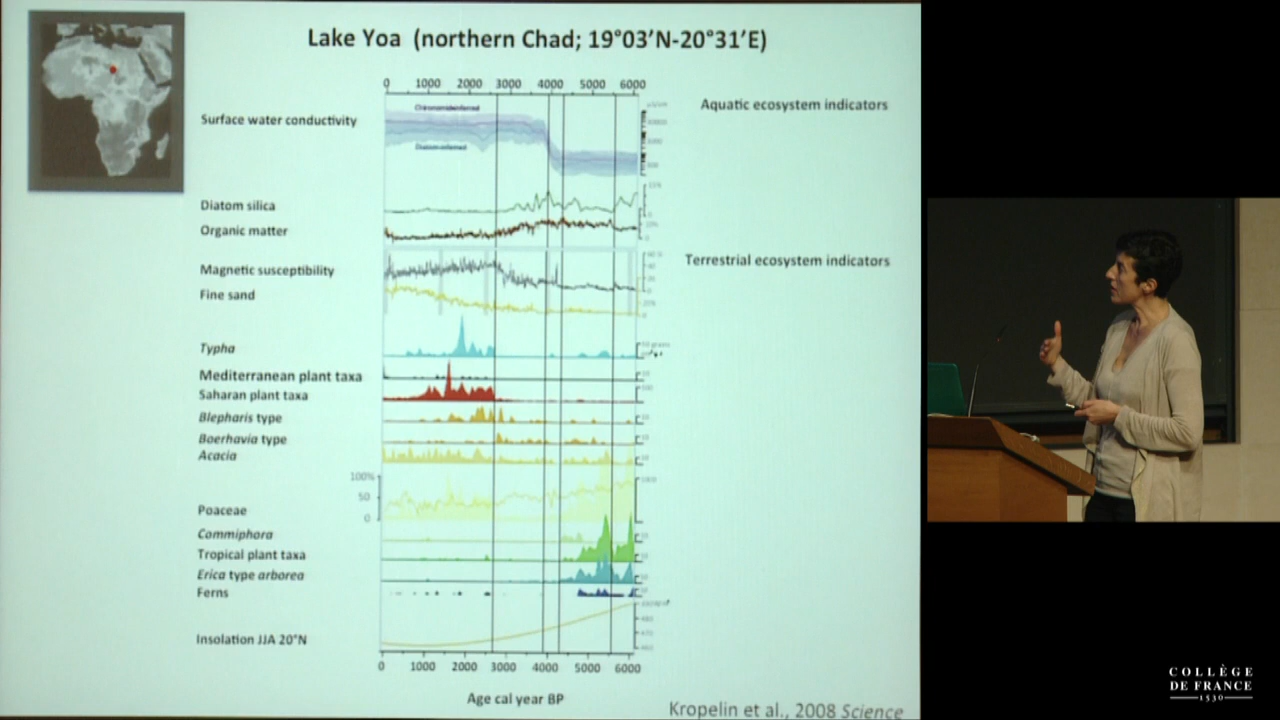 Lake Yoa (northern Chad; 19°03'N-20°31'E)
0 1000 2000 3000 4000 5000 6000
Aquatic ecosystem indicators
Surface water conductivity
Diatom silica
Organic matter
Terrestrial ecosystem indicators
Magnetic susceptibility
Fine sand
Typha
Mediterranean plant taxa
Saharan plant taxa
Blepharis type
Boerhavia type
Acacia
100%
50
0
Poaceae
Commiphora
Tropical plant taxa
Erica type arborea
Ferns
Insolation JJA 20°N
0 1000 2000 3000 4000 5000 6000
Age cal year BP
Kropelin et al., 2008 Science
COLLÈGE
DE FRANCE
1530